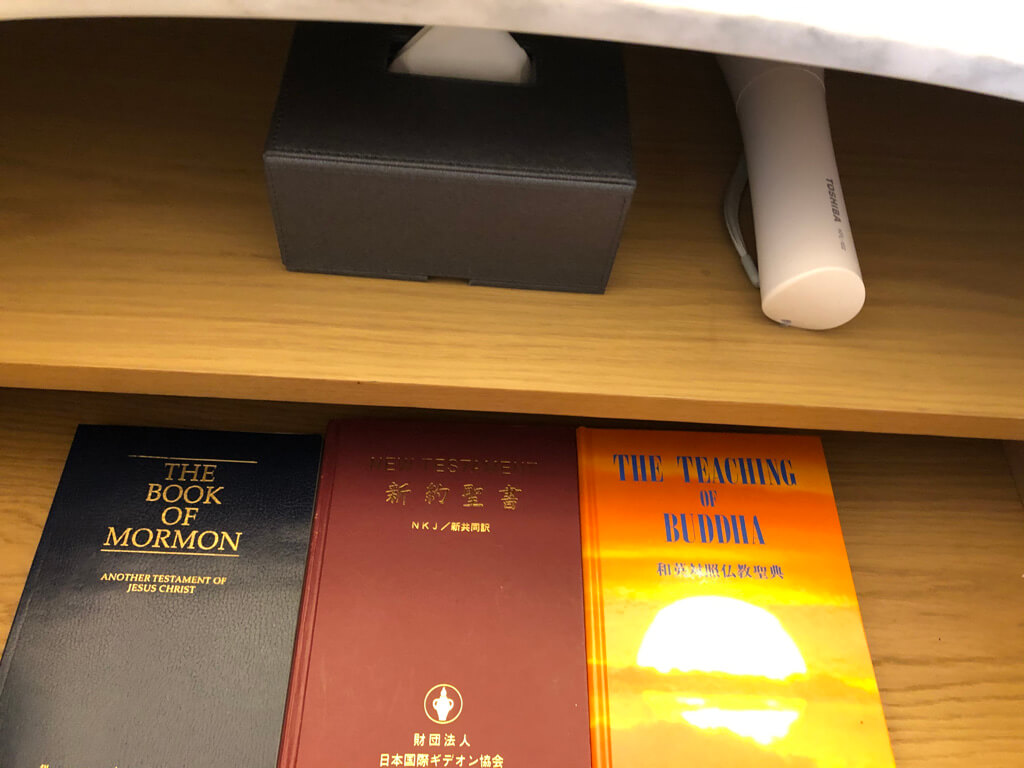 TOSHIBA
THE
BOOK
OF
MORMON
ANOTHER TESTAMENT OF
JESUS CHRIST
NEW TESTAMENT
新約聖書
NKJ/新共同訳
財団法人
日本国際ギデオン協会
THE TEACHING
OF
BUDDHA
和英対照仏教聖典